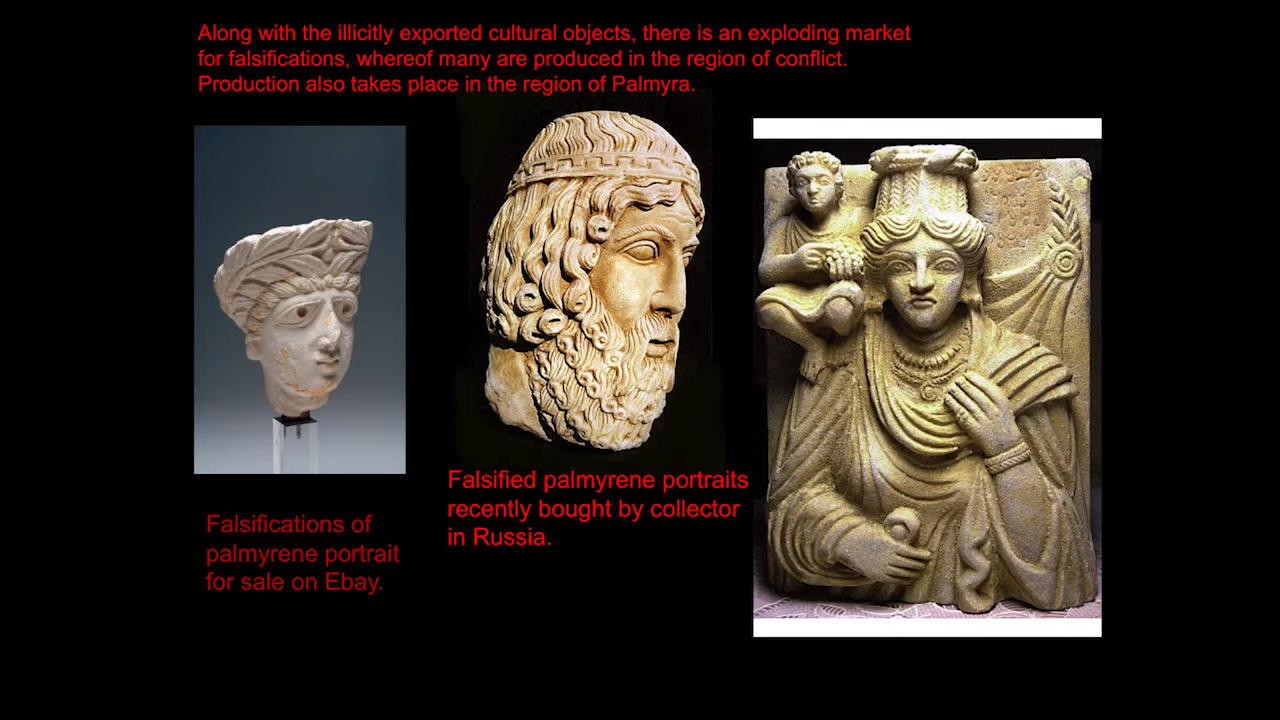 Along with the illicitly exported cultural objects, there is an exploding market
for falsifications, whereof many are produced in the region of conflict.
Production also takes place in the region of Palmyra.
Falsifications of
palmyrene portrait
for sale on Ebay.
Falsified palmyrene portraits
recently bought by collector
in Russia.